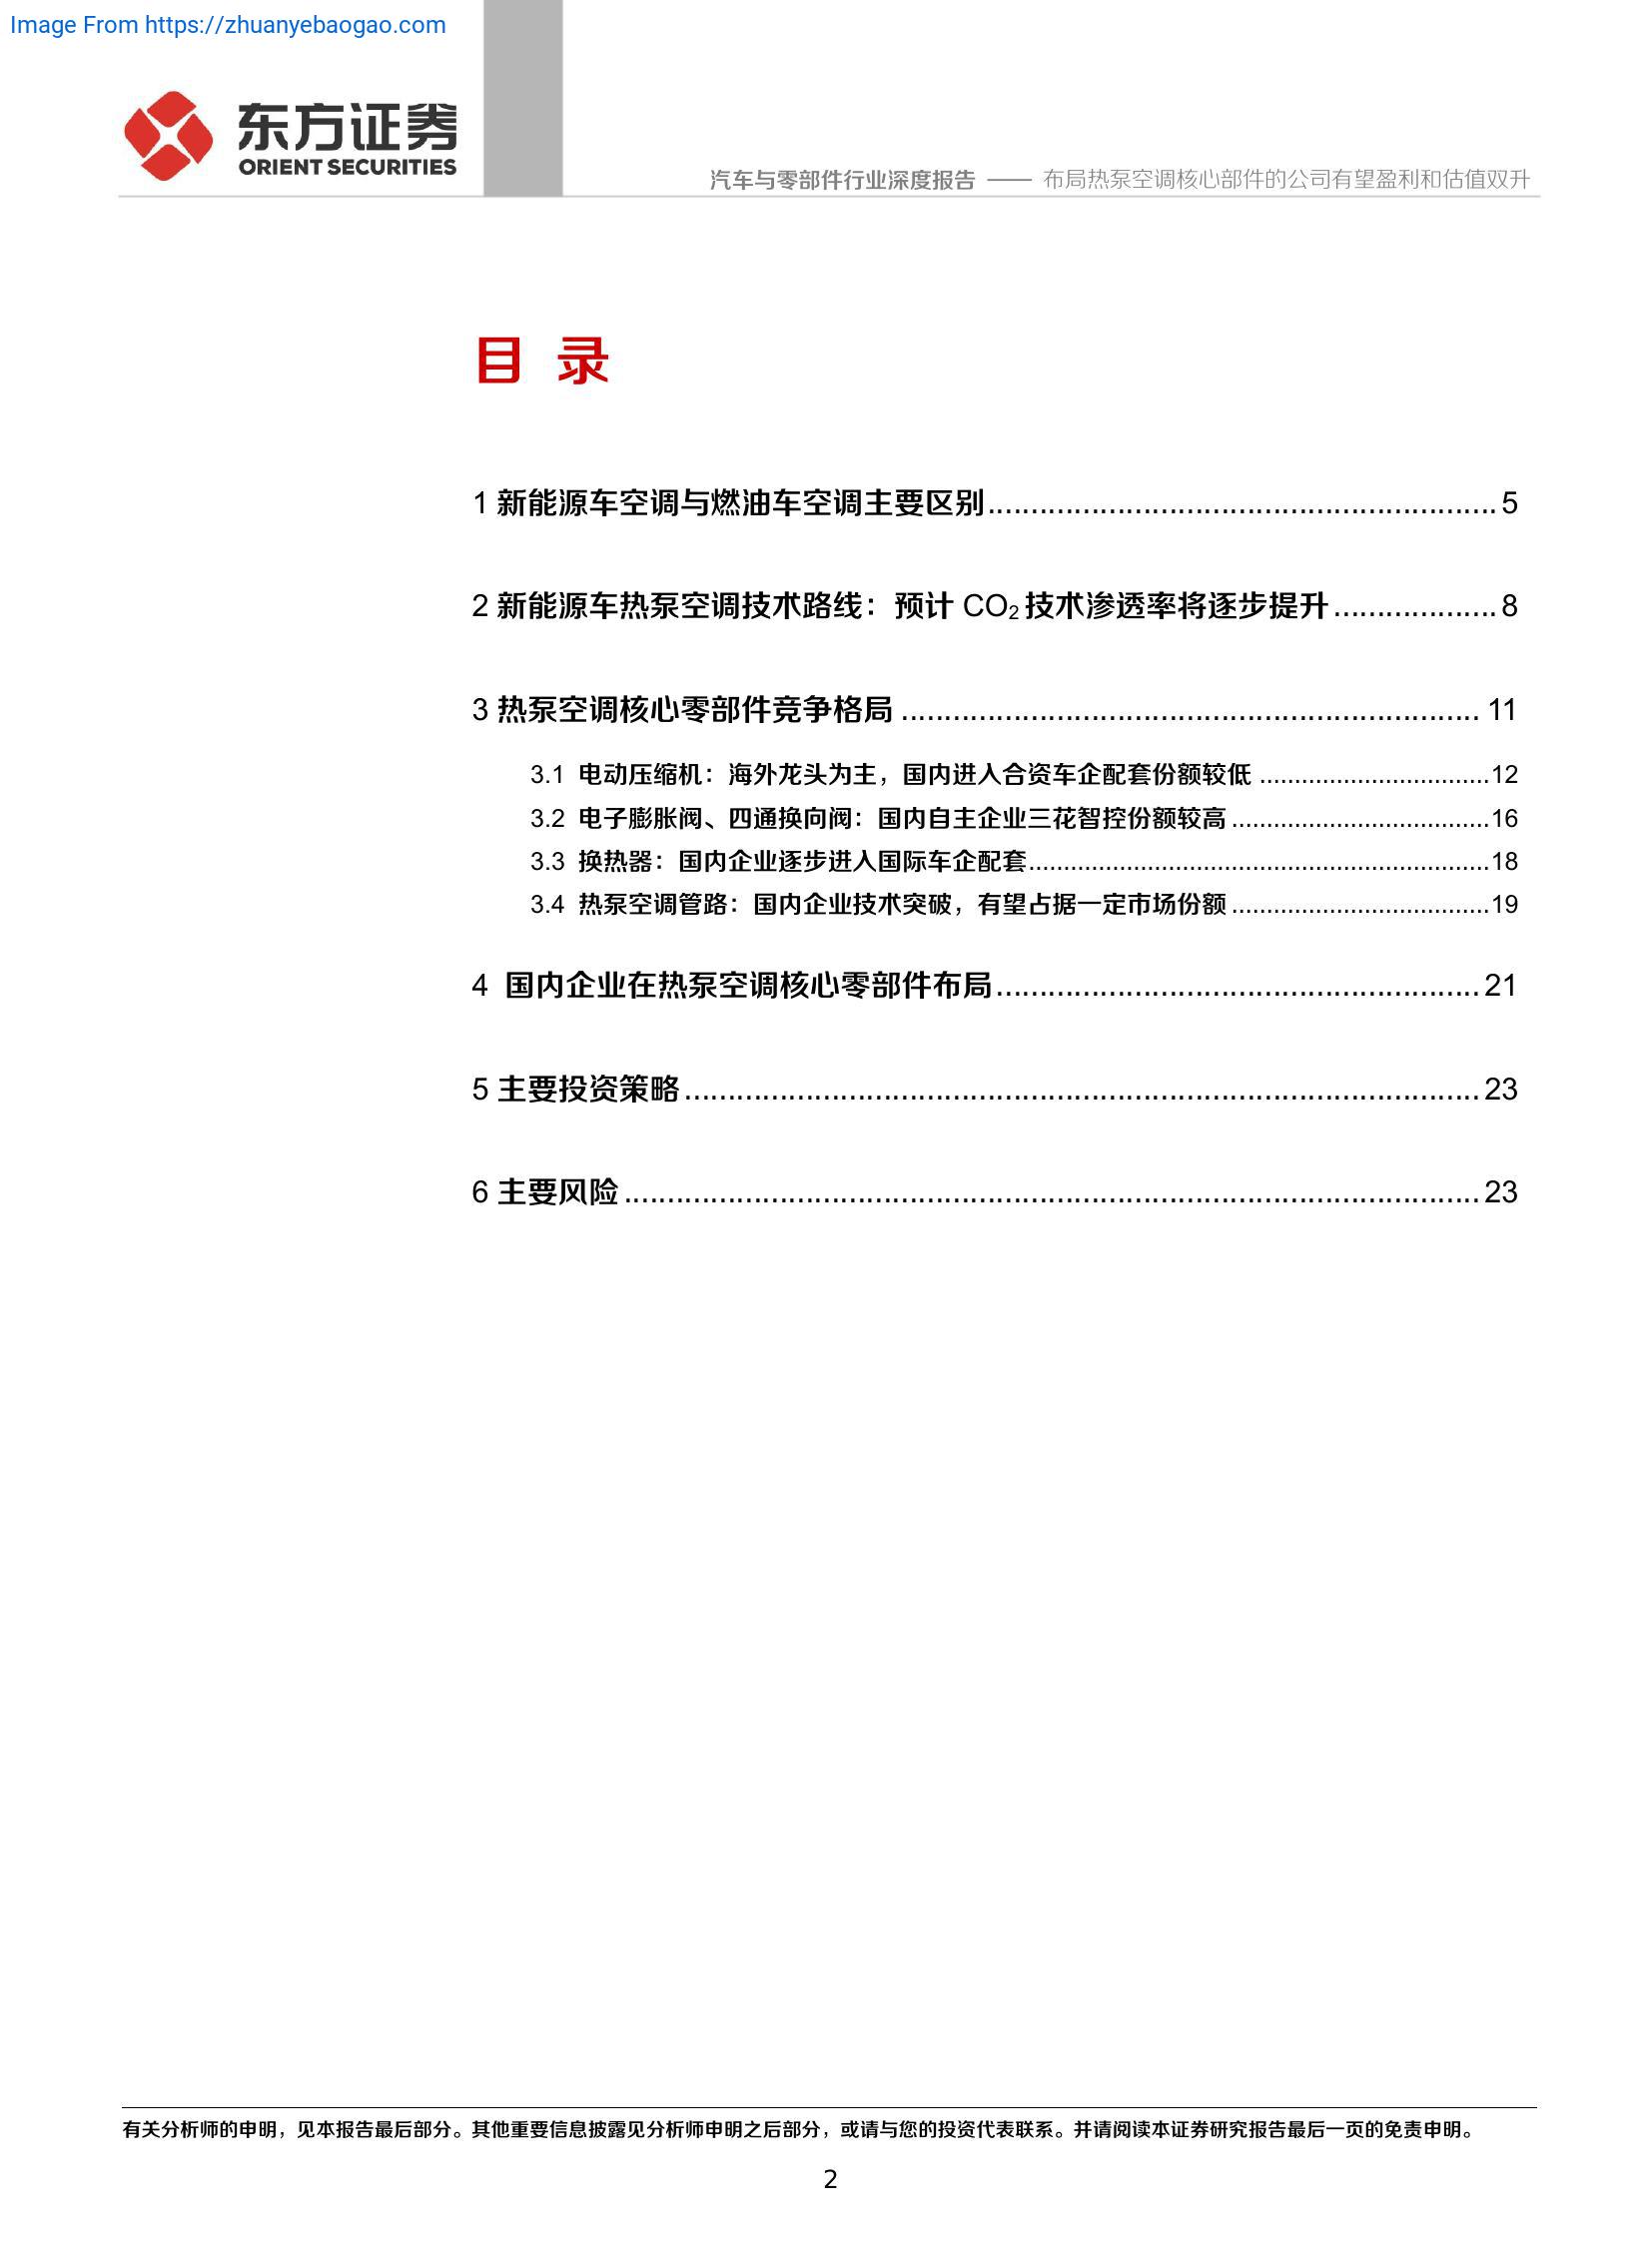 Image From https://zhuanyebaogao.com
东方证券
ORIENT SECURITIES
汽车与零部件行业深度报告 —— 布局热泵空调核心部件的公司有望盈利和估值双升
目 录
1 新能源车空调与燃油车空调主要区别........................................................... 5
2 新能源车热泵空调技术路线：预计 CO₂ 技术渗透率将逐步提升................... 8
3 热泵空调核心零部件竞争格局 ................................................................... 11
3.1 电动压缩机：海外龙头为主，国内进入合资车企配套份额较低 .................................12
3.2 电子膨胀阀、四通换向阀：国内自主企业三花智控份额较高.....................................16
3.3 换热器：国内企业逐步进入国际车企配套..................................................................18
3.4 热泵空调管路：国内企业技术突破，有望占据一定市场份额.....................................19
4 国内企业在热泵空调核心零部件布局........................................................ 21
5 主要投资策略............................................................................................ 23
6 主要风险................................................................................................... 23
有关分析师的申明，见本报告最后部分。其他重要信息披露见分析师申明之后部分，或请与您的投资代表联系。并请阅读本证券研究报告最后一页的免责申明。
2